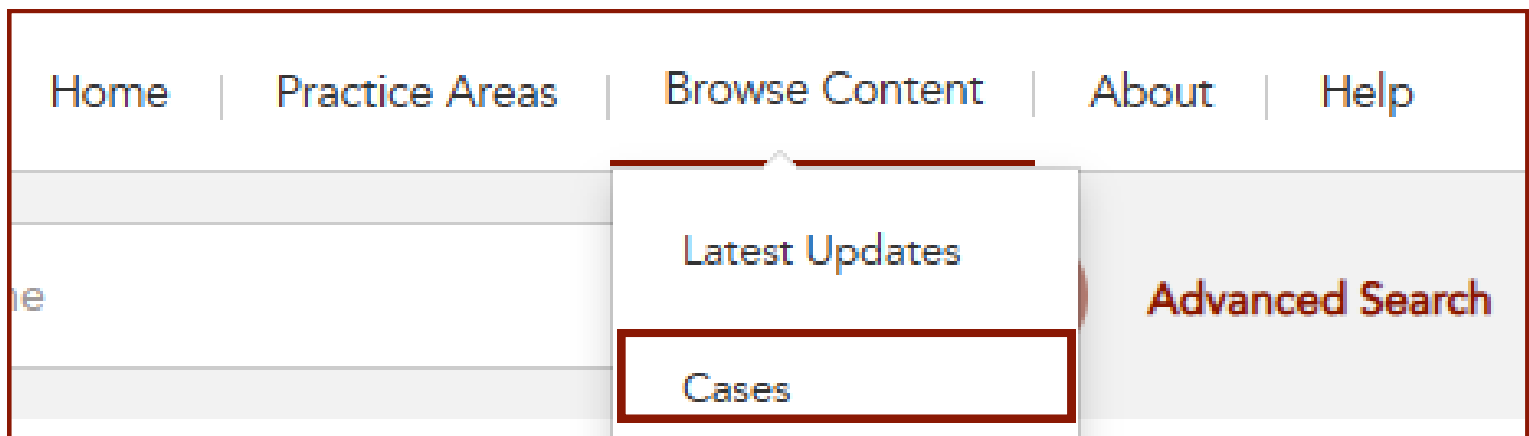 Home | Practice Areas | Browse Content | About | Help
Latest Updates
Advanced Search
Cases